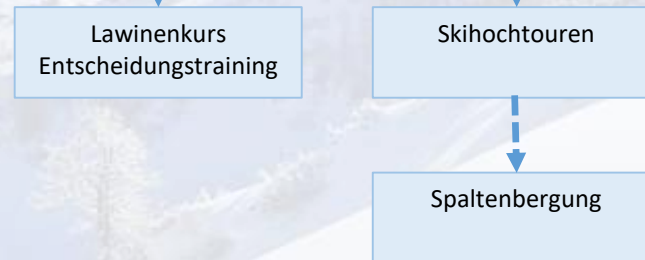 Lawinenkurs
Entscheidungstraining
Skihochtouren
Spaltenbergung